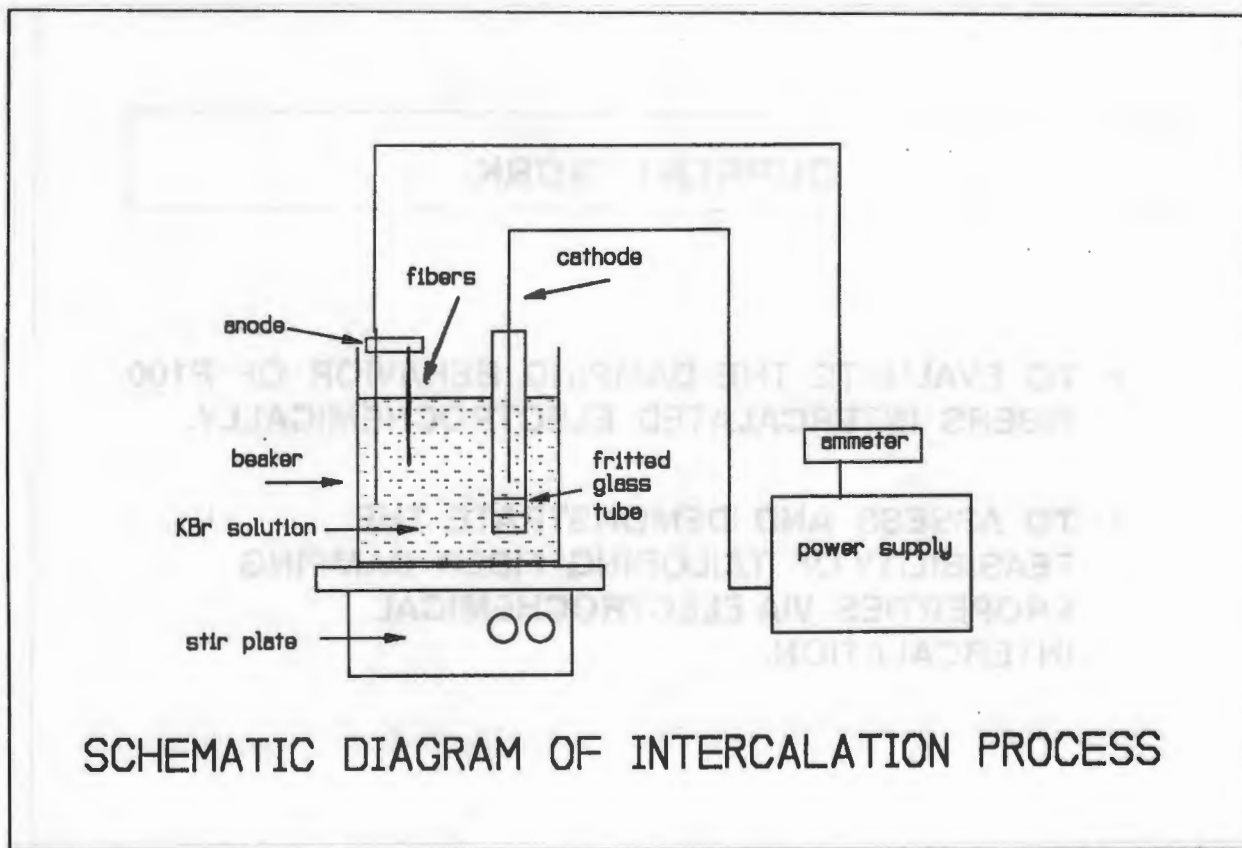 cathode
fibers
anode
beaker
KBr solution
fritted
glass
tube
ammeter
power supply
stir plate
SCHEMATIC DIAGRAM OF INTERCALATION PROCESS